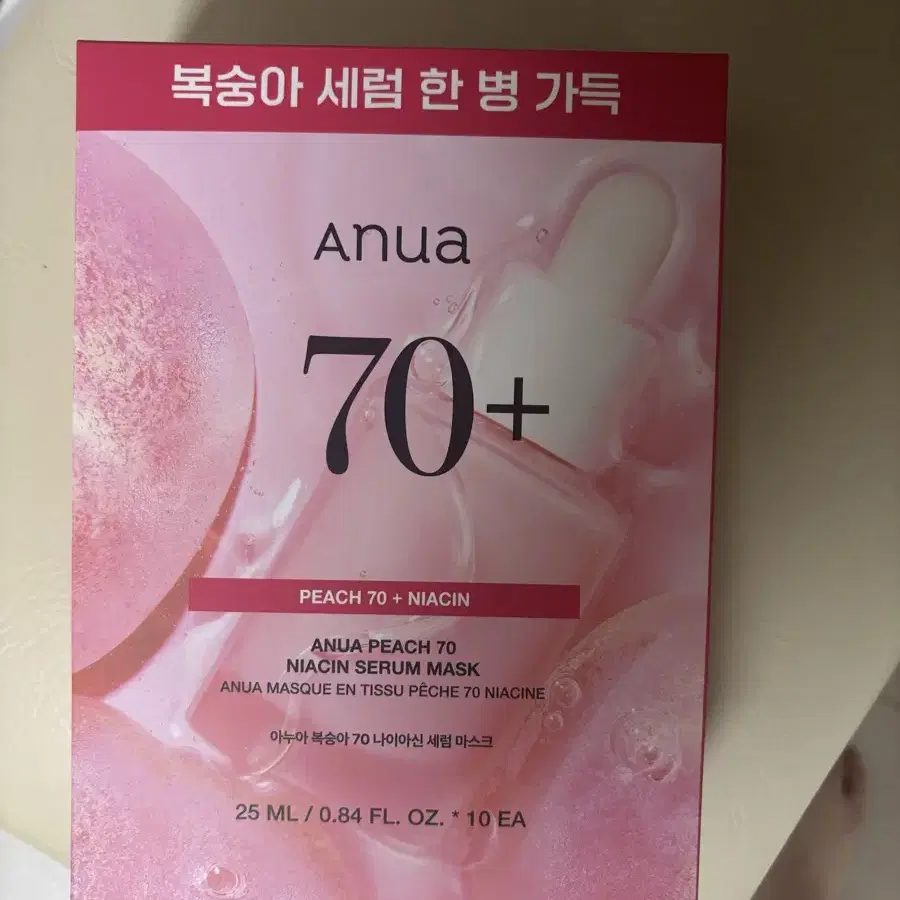 복숭아 세럼 한 병 가득
Anua
70+
PEACH 70 + NIACIN
ANUA PEACH 70
NIACIN SERUM MASK
ANUA MASQUE EN TISSU PÊCHE 70 NIACINE
아누아 복숭아 70 나이아신 세럼 마스크
25 ML / 0.84 FL. OZ. * 10 EA